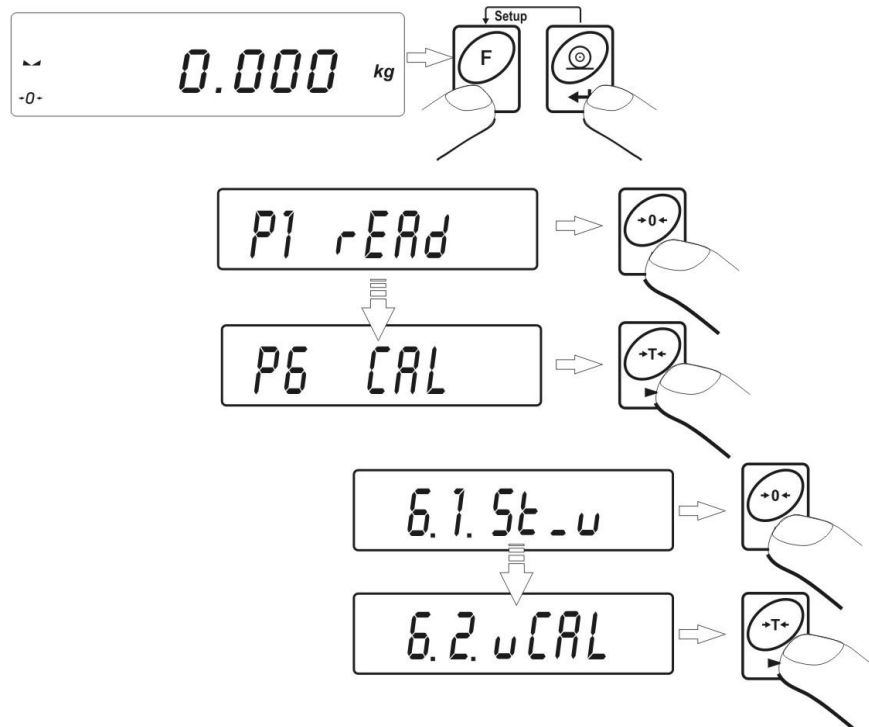 Setup
0.000 kg
→0←
F
P1 rEAd
→0←
P6 CAL
→T←
6.1.St_u
→0←
6.2.uCAL
→T←